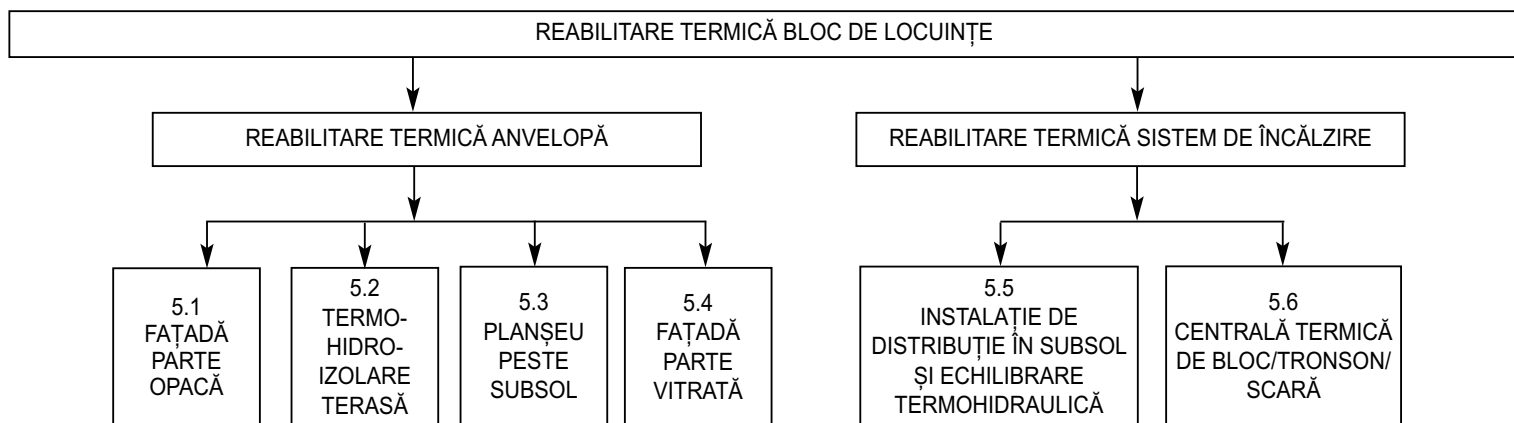 REABILITARE TERMICĂ BLOC DE LOCUINȚE
REABILITARE TERMICĂ ANVELOPĂ
REABILITARE TERMICĂ SISTEM DE ÎNCĂLZIRE
5.1
FAȚADĂ
PARTE
OPACĂ
5.2
TERMO-
HIDRO-
IZOLARE
TERASĂ
5.3
PLANȘEU
PESTE
SUBSOL
5.4
FAȚADĂ
PARTE
VITRATĂ
5.5
INSTALAȚIE DE
DISTRIBUȚIE ÎN SUBSOL
ȘI ECHILIBRARE
TERMOHIDRAULICĂ
5.6
CENTRALĂ TERMICĂ
DE BLOC/TRONSON/
SCARĂ